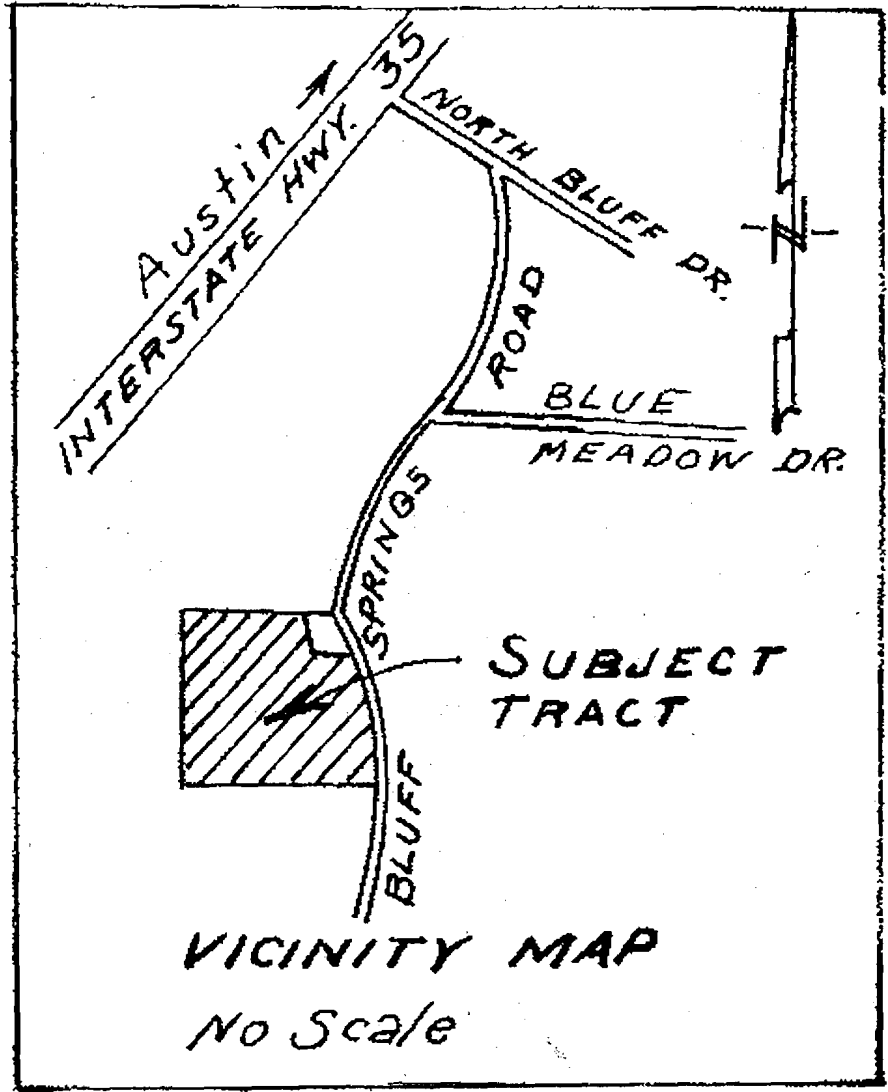 Austin
INTERSTATE HWY. 35
NORTH BLUFF DR.
BLUFF SPRINGS ROAD
BLUE
MEADOW DR.
N
SUBJECT
TRACT
VICINITY MAP
No Scale